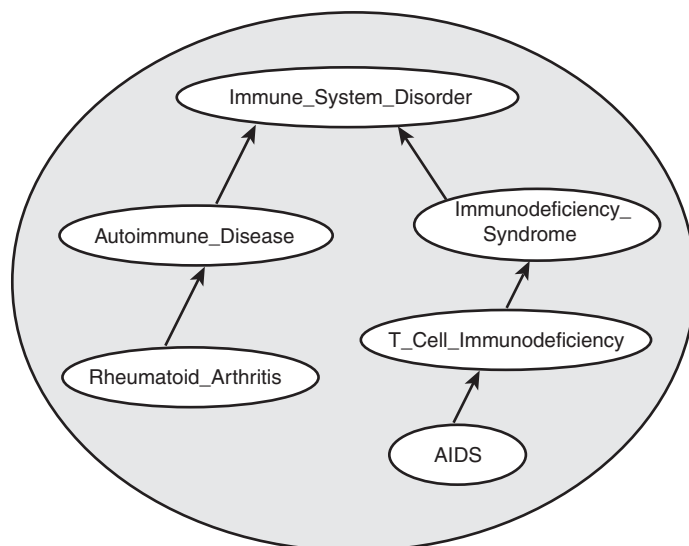 Immune_System_Disorder
Autoimmune_Disease
Immunodeficiency_
Syndrome
T_Cell_Immunodeficiency
Rheumatoid_Arthritis
AIDS